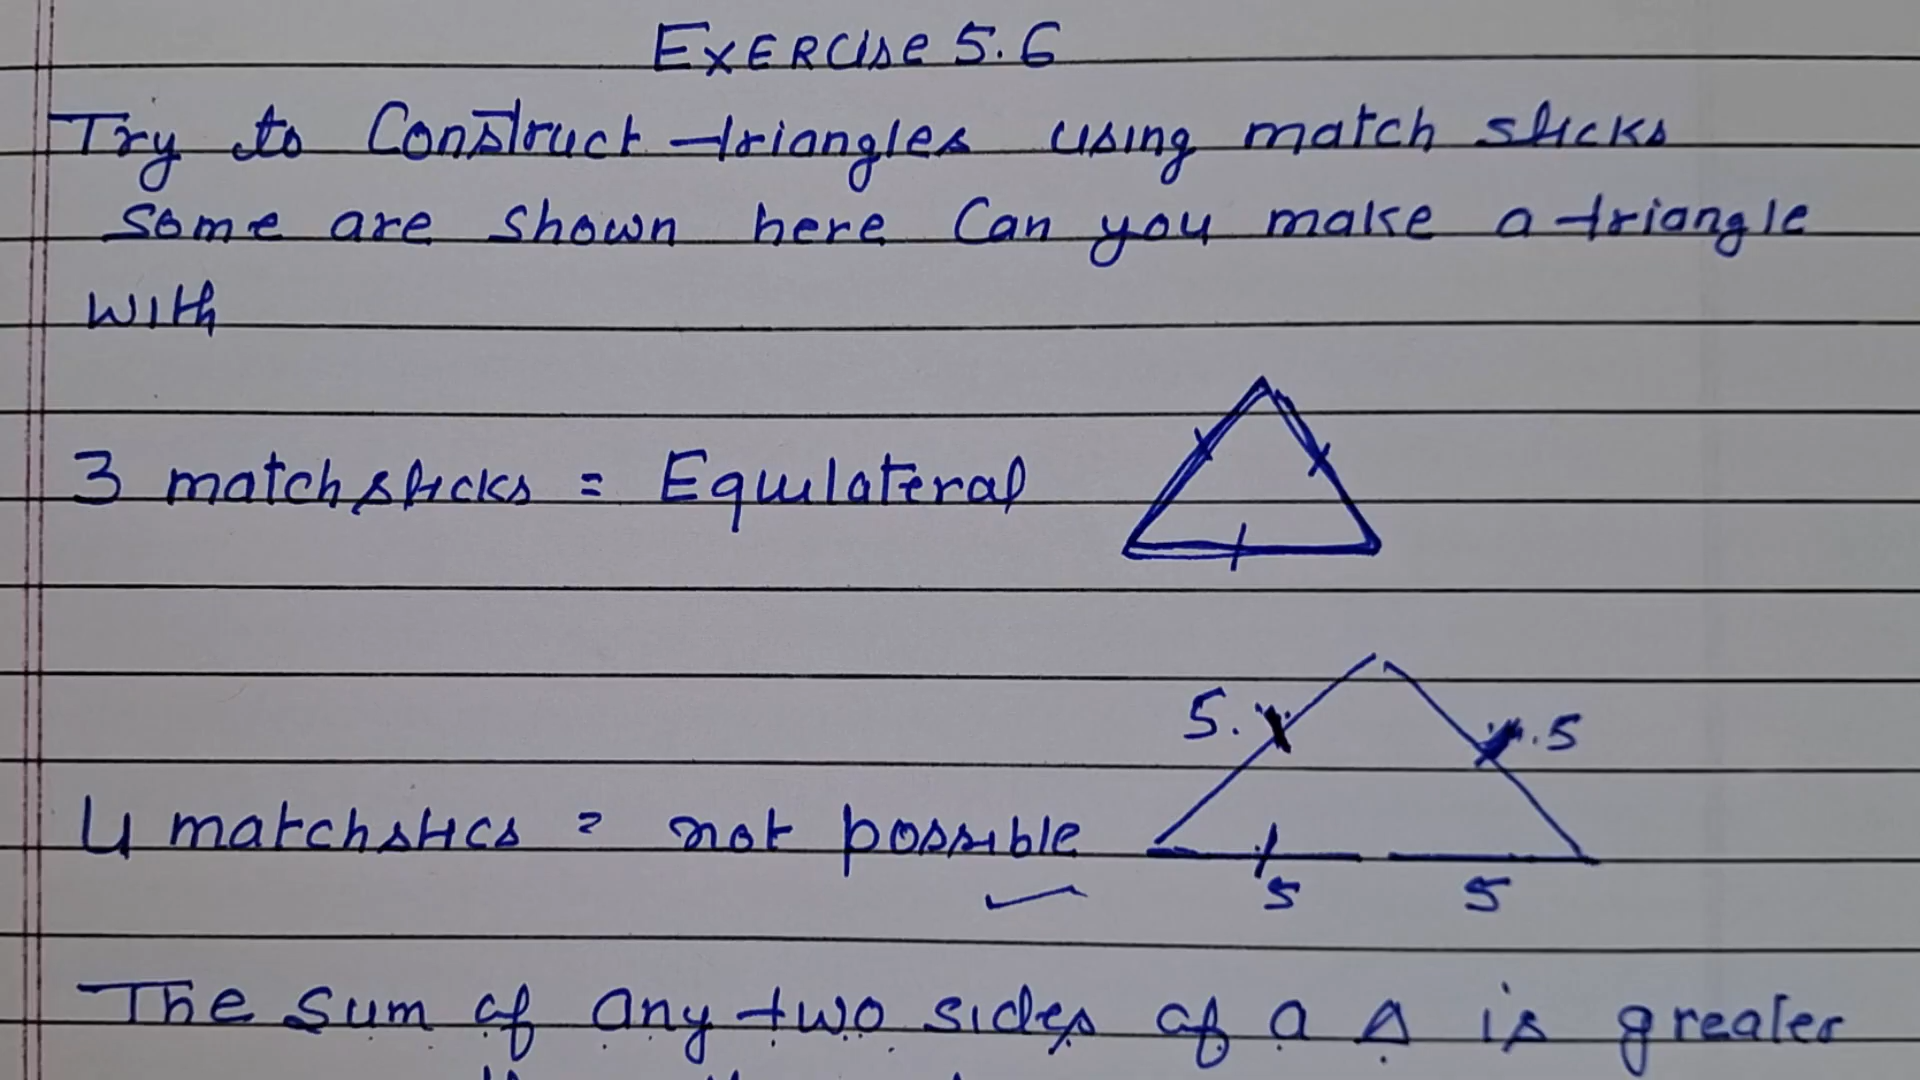 EXERCISE 5.6
Try to Construct triangles using match sticks
some are shown here Can you make a triangle
with
3 matchsticks = Equilateral
5. .5
4 matchstics = not possible
5 5
The sum of any two sides of a Δ is greater